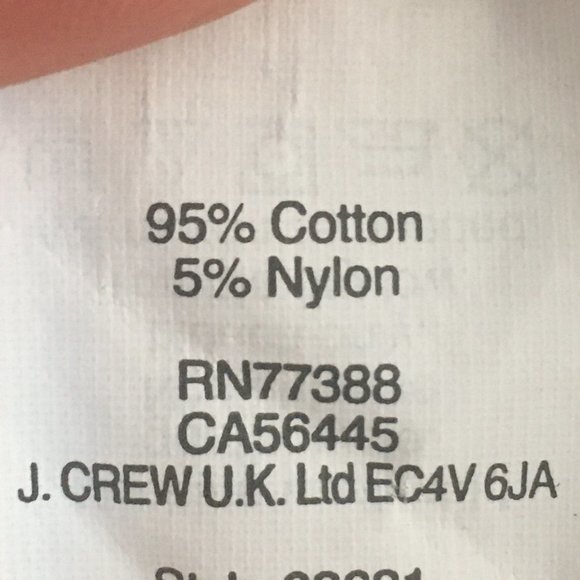 95% Cotton
5% Nylon
RN77388
CA56445
J. CREW U.K. Ltd EC4V 6JA